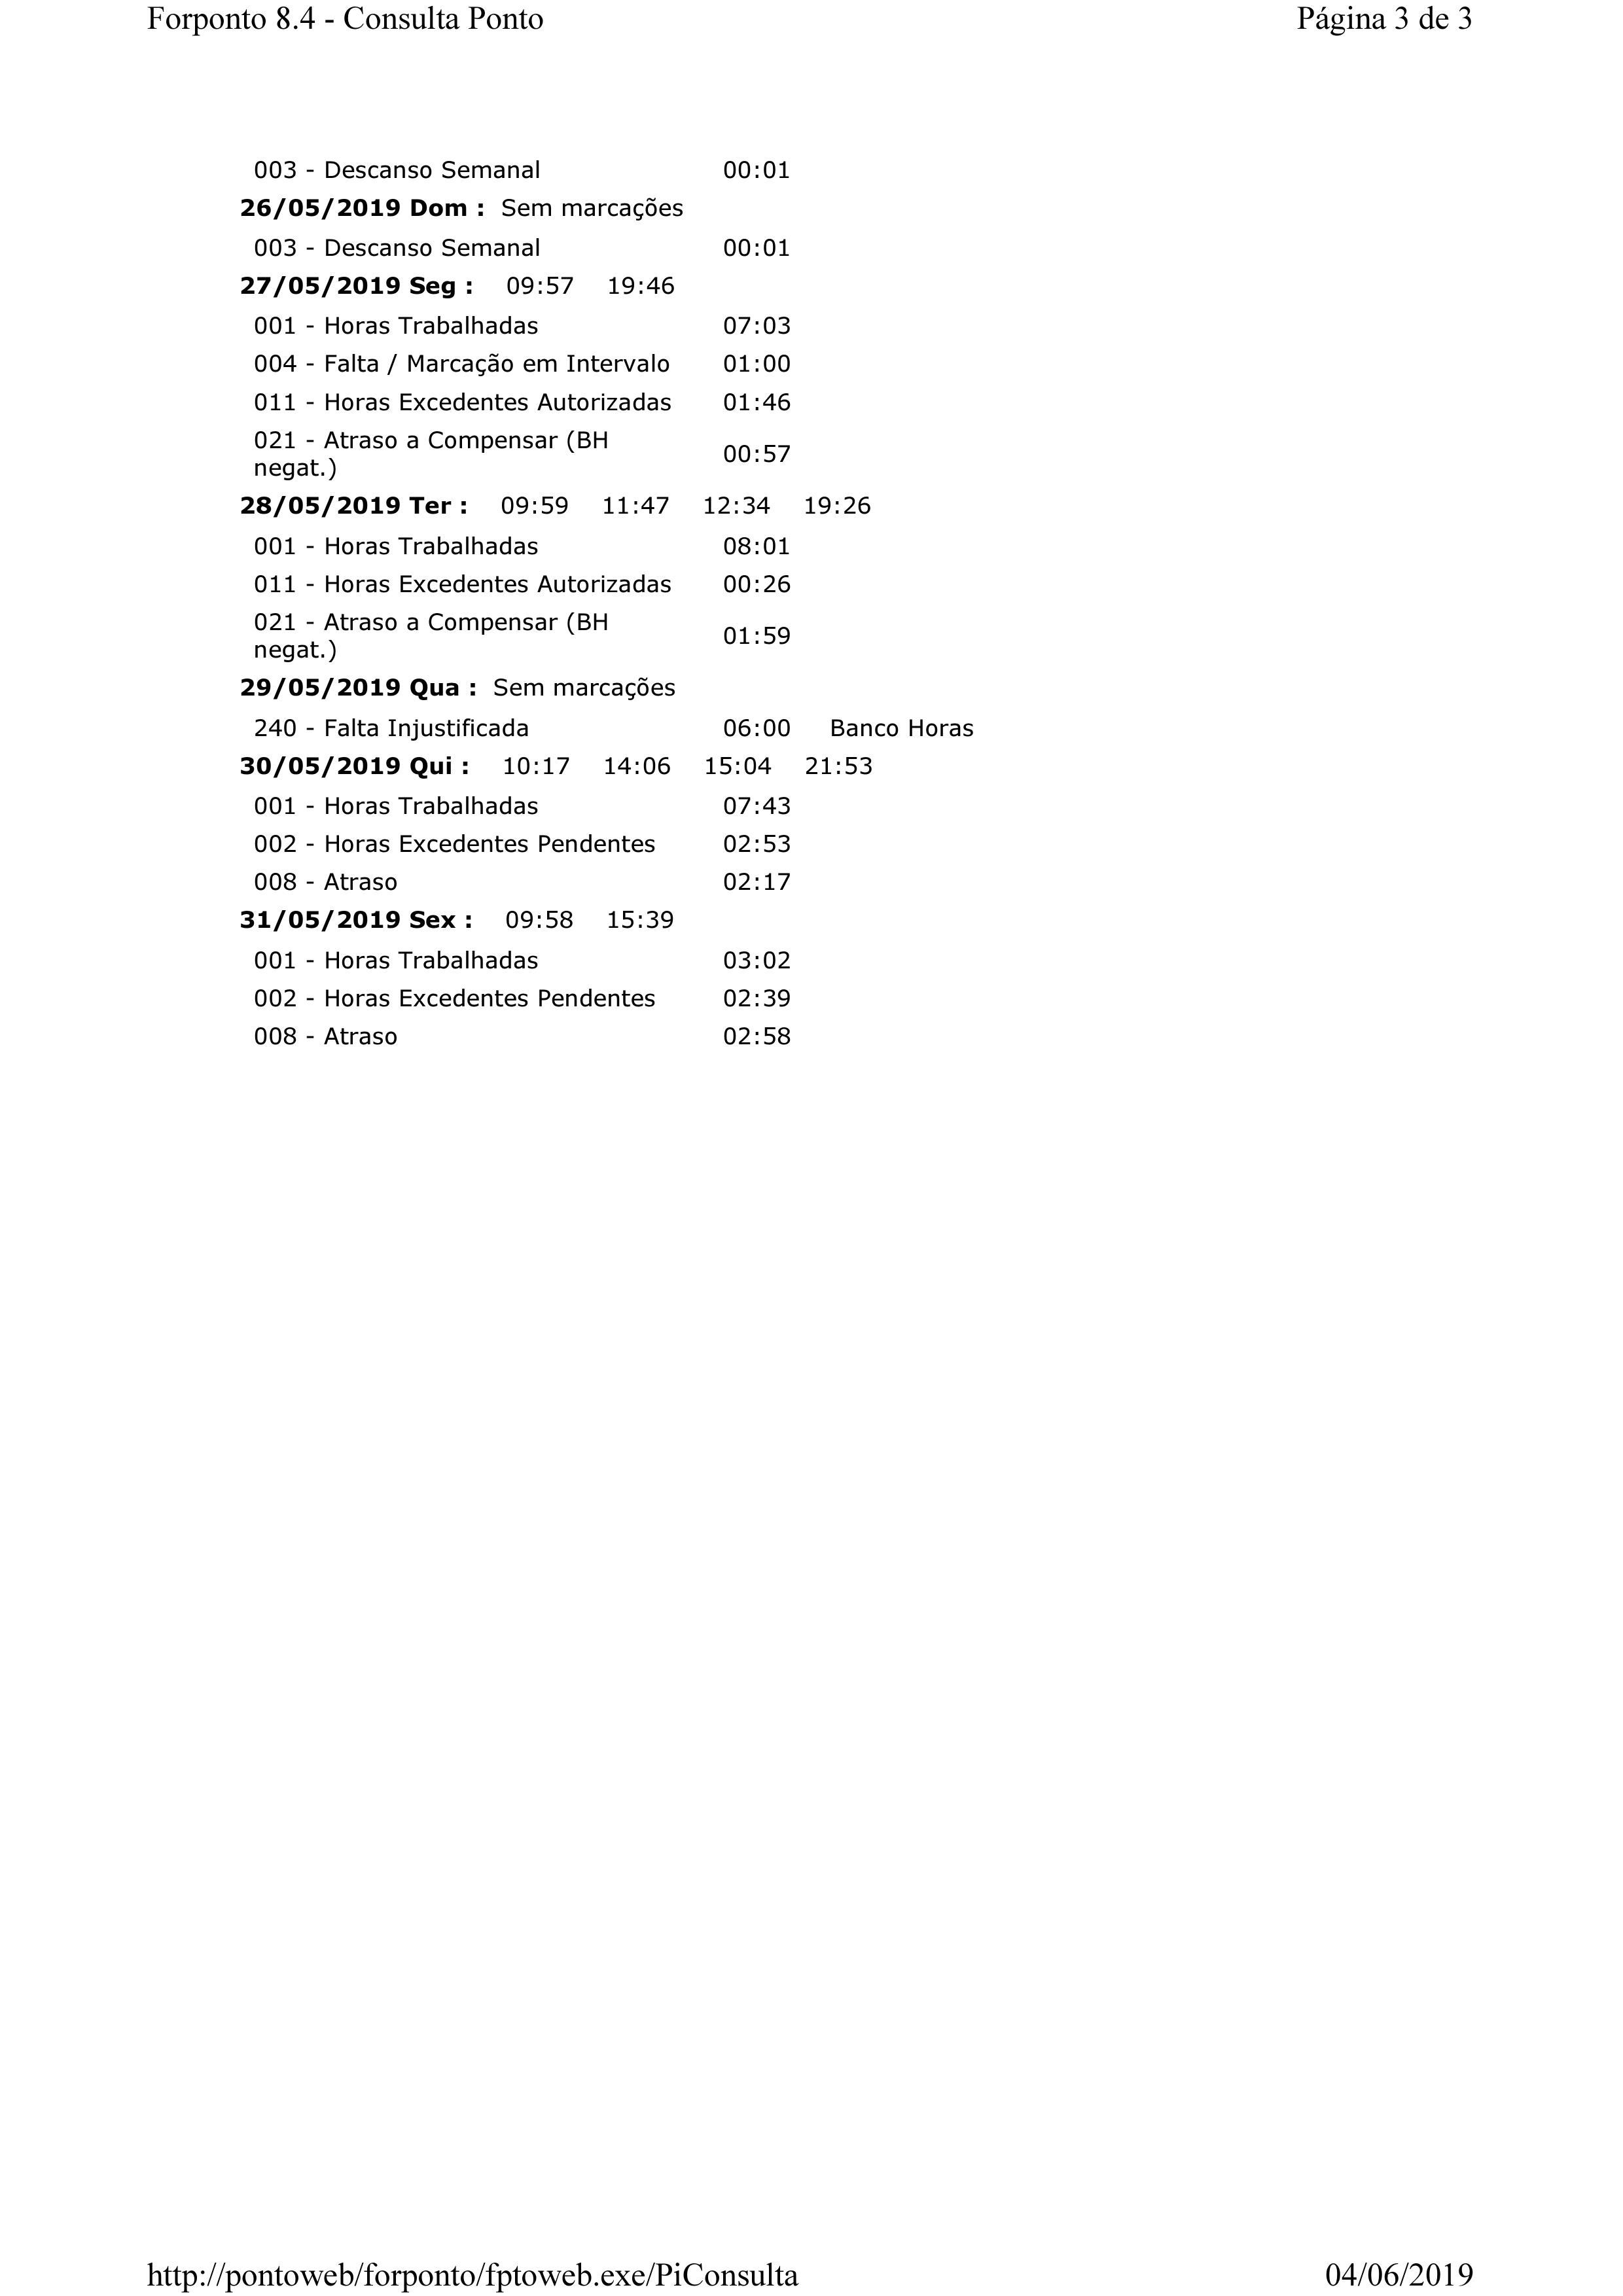 Forponto 8.4 - Consulta Ponto Página 3 de 3
003 - Descanso Semanal 00:01
26/05/2019 Dom : Sem marcações
003 - Descanso Semanal 00:01
27/05/2019 Seg : 09:57 19:46
001 - Horas Trabalhadas 07:03
004 - Falta / Marcação em Intervalo 01:00
011 - Horas Excedentes Autorizadas 01:46
021 - Atraso a Compensar (BH
negat.) 00:57
28/05/2019 Ter : 09:59 11:47 12:34 19:26
001 - Horas Trabalhadas 08:01
011 - Horas Excedentes Autorizadas 00:26
021 - Atraso a Compensar (BH
negat.) 01:59
29/05/2019 Qua : Sem marcações
240 - Falta Injustificada 06:00 Banco Horas
30/05/2019 Qui : 10:17 14:06 15:04 21:53
001 - Horas Trabalhadas 07:43
002 - Horas Excedentes Pendentes 02:53
008 - Atraso 02:17
31/05/2019 Sex : 09:58 15:39
001 - Horas Trabalhadas 03:02
002 - Horas Excedentes Pendentes 02:39
008 - Atraso 02:58
http://pontoweb/forponto/fptoweb.exe/PiConsulta 04/06/2019